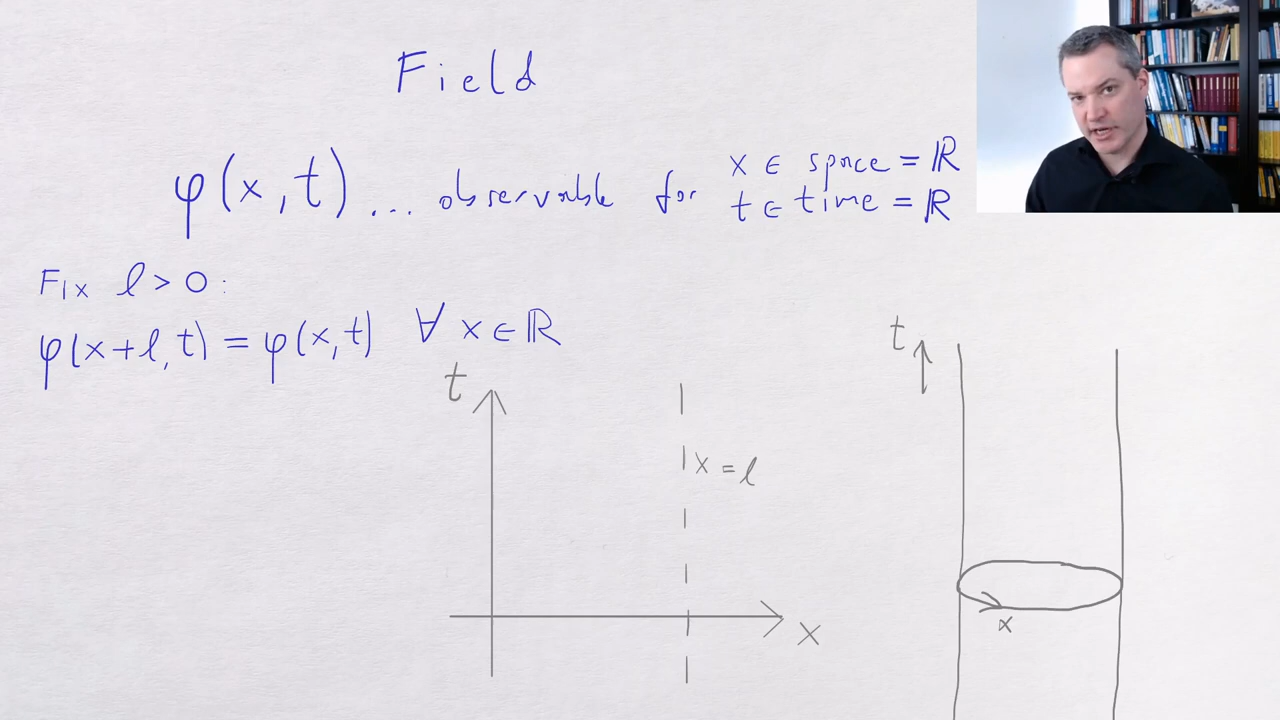 Field
φ(x,t) ... observable for x ∈ space = ℝ
t ∈ time = ℝ
Fix l > 0:
φ(x+l,t) = φ(x,t) ∀ x ∈ ℝ
t
x = l
x
t
x